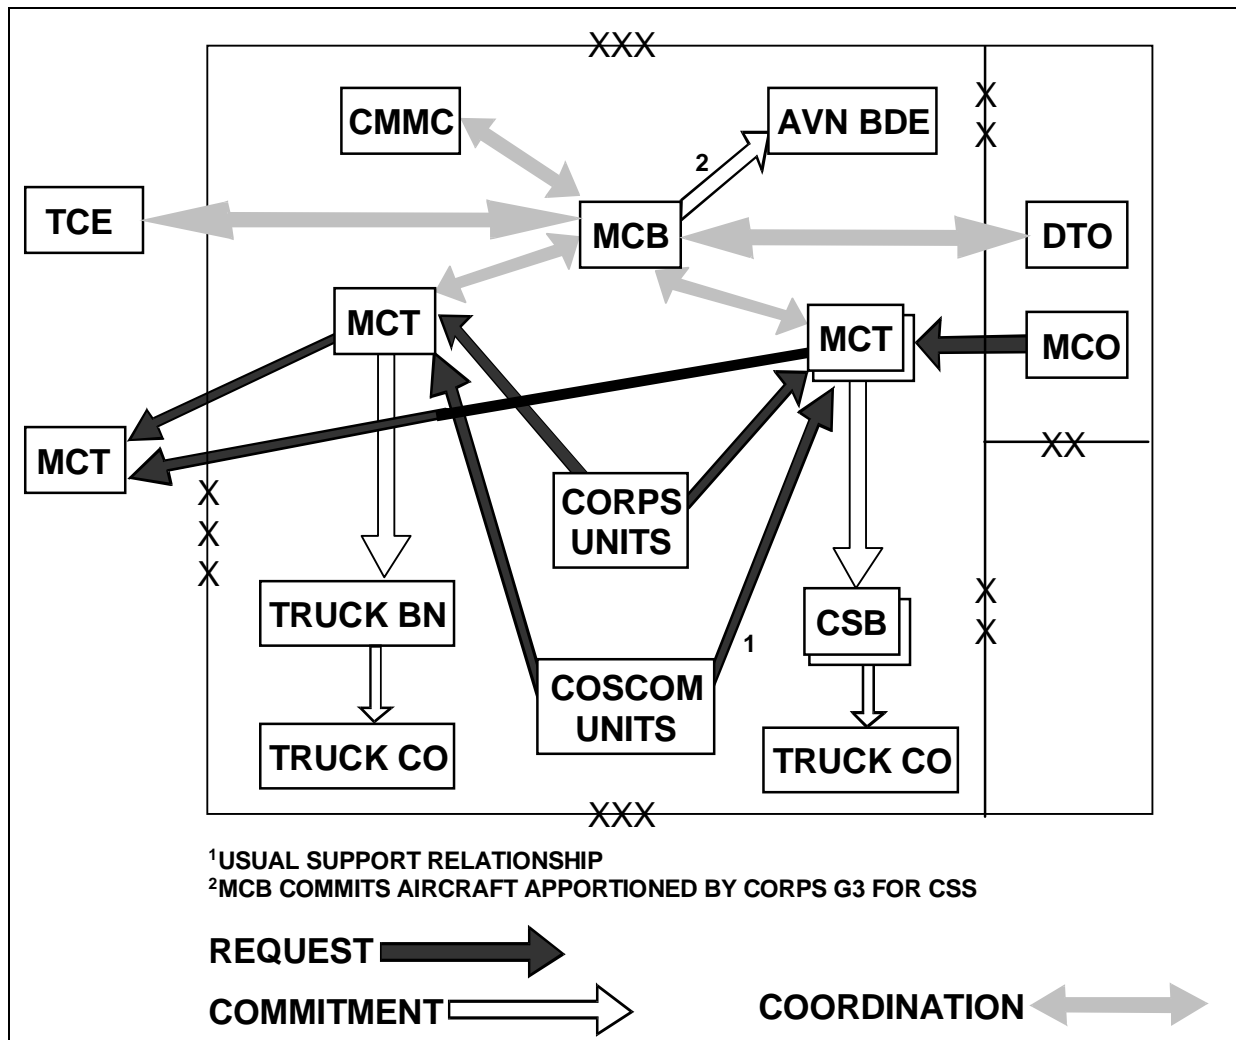 XXX
CMMC
AVN BDE
X
X
2
TCE
MCB
DTO
MCT
MCT
MCO
MCT
XX
X
X
X
CORPS
UNITS
TRUCK BN
CSB
X
X
1
COSCOM
UNITS
TRUCK CO
TRUCK CO
XXX
¹USUAL SUPPORT RELATIONSHIP
²MCB COMMITS AIRCRAFT APPORTIONED BY CORPS G3 FOR CSS
REQUEST
COMMITMENT
COORDINATION